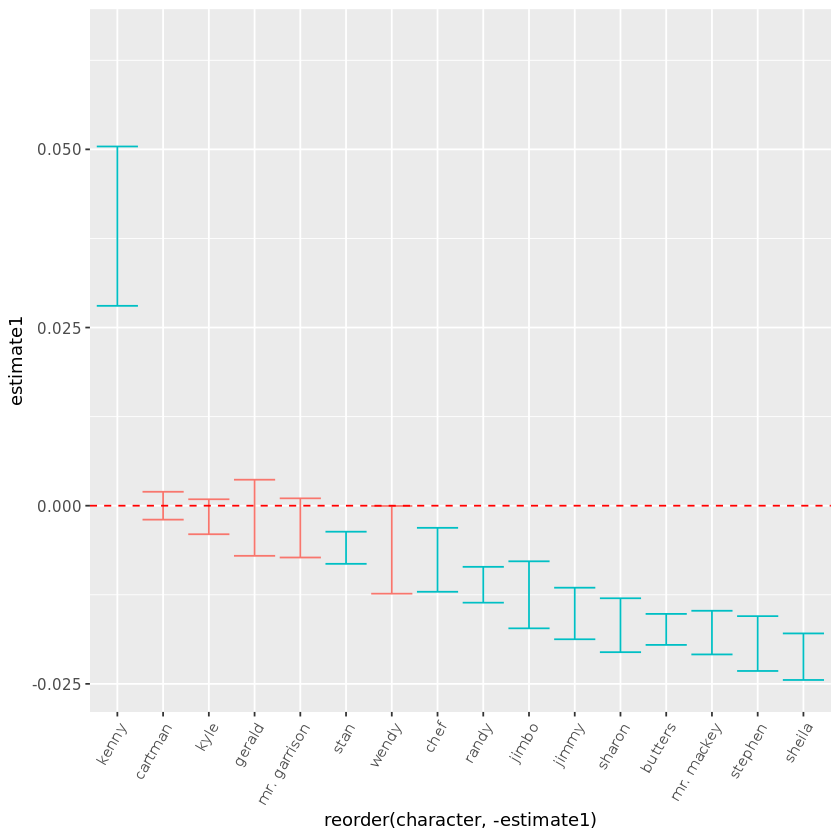 0.050
0.025
0.000
-0.025
estimate1
kenny
cartman
kyle
gerald
mr. garrison
stan
wendy
chef
randy
jimbo
jimmy
sharon
butters
mr. mackey
stephen
sheila
reorder(character, -estimate1)